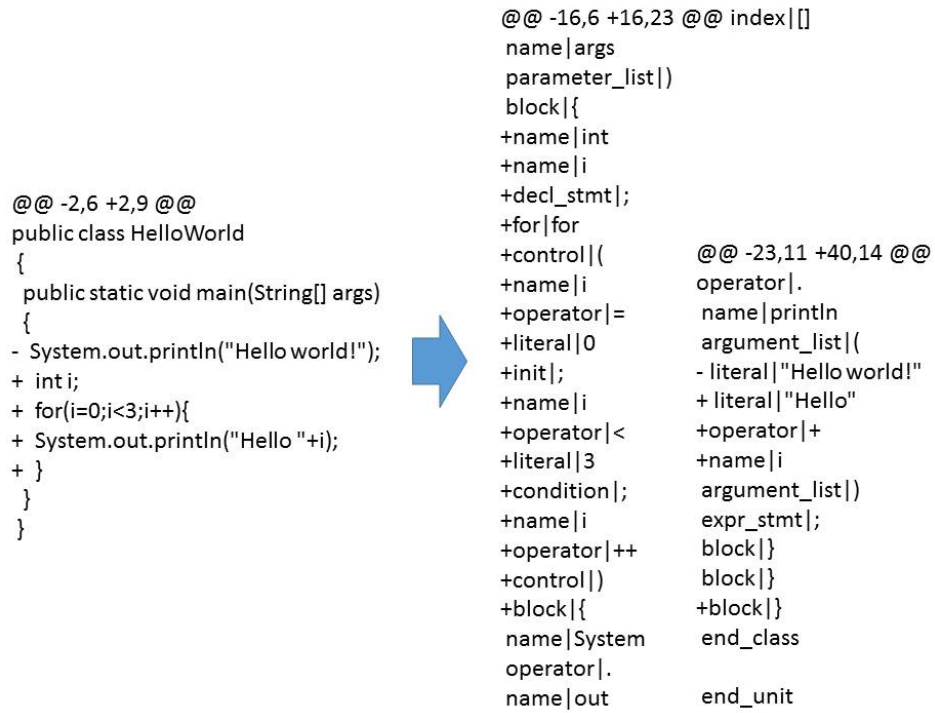 @@ -2,6 +2,9 @@
public class HelloWorld
{
public static void main(String[] args)
{
- System.out.println("Hello world!");
+ int i;
+ for(i=0;i<3;i++){
+ System.out.println("Hello "+i);
+ }
}
}
@@ -16,6 +16,23 @@ index|[]
name|args
parameter_list|)
block|{
+name|int
+name|i
+decl_stmt|;
+for|for
+control|(
+name|i
+operator|=
+literal|0
+init|;
+name|i
+operator|<
+literal|3
+condition|;
+name|i
+operator|++
+control|)
+block|{
name|System
operator|.
name|out
@@ -23,11 +40,14 @@
operator|.
name|println
argument_list|(
- literal|"Hello world!"
+ literal|"Hello"
+operator|+
+name|i
argument_list|)
expr_stmt|;
block|}
block|}
+block|}
end_class
end_unit